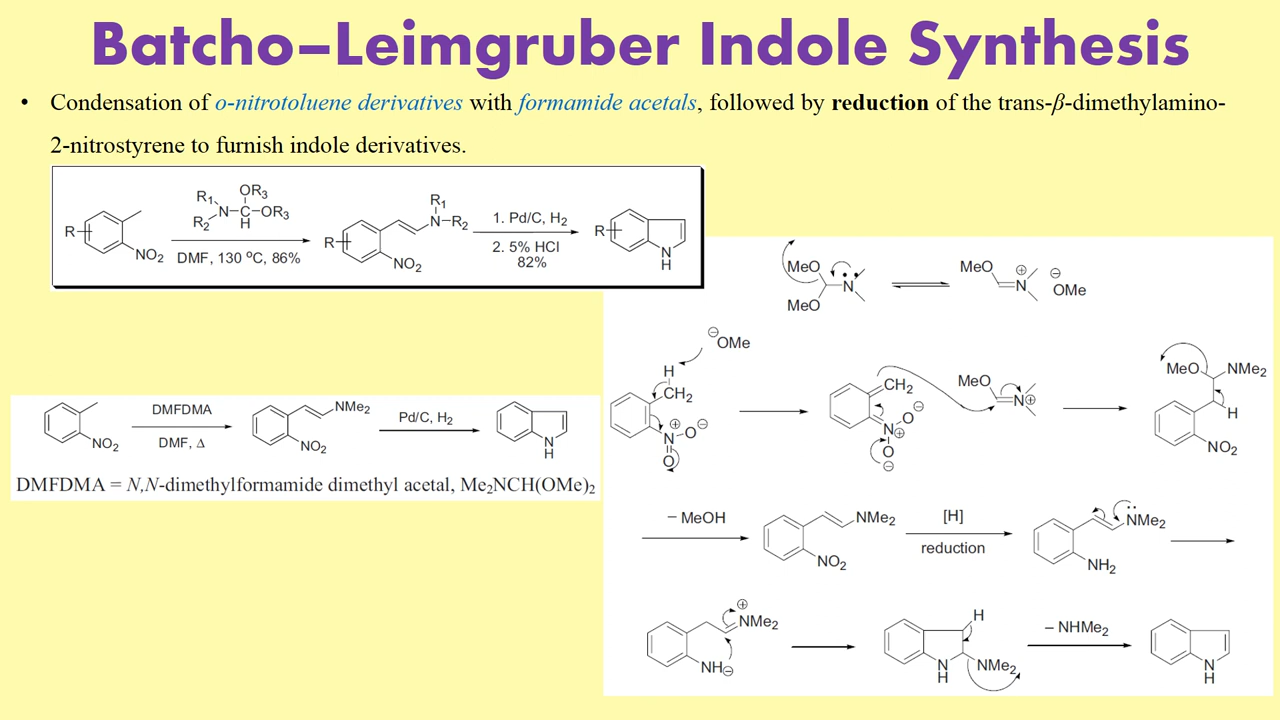 Batcho–Leimgruber Indole Synthesis
• Condensation of o-nitrotoluene derivatives with formamide acetals, followed by reduction of the trans-β-dimethylamino-
2-nitrostyrene to furnish indole derivatives.
R NO₂
R₁ R₂ N C H OR₃ OR₃
DMF, 130 ºC, 86%
R NO₂ R₁ N R₂
1. Pd/C, H₂
2. 5% HCl
82%
R N H
MeO MeO N
MeO ⊕ N ⊖ OMe
⊖ OMe
H CH₂ ⊕ N O ⊖ O
CH₂ O ⊖ N ⊕ O ⊖
MeO N ⊕
MeO NMe₂ H NO₂
NO₂
DMFDMA
DMF, Δ
NMe₂ NO₂
Pd/C, H₂
N H
DMFDMA = N,N-dimethylformamide dimethyl acetal, Me₂NCH(OMe)₂
– MeOH
NMe₂ NO₂
[H]
reduction
NMe₂ NH₂
⊕ NMe₂ NH ⊖
H N H NMe₂
– NHMe₂
N H